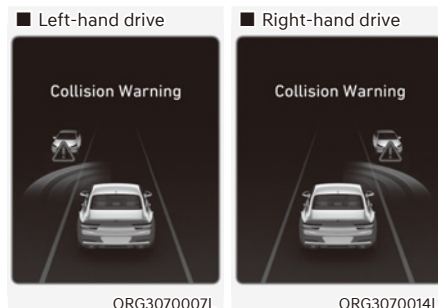 ■ Left-hand drive
■ Right-hand drive
Collision Warning
Collision Warning
ORG3070007L
ORG3070014L